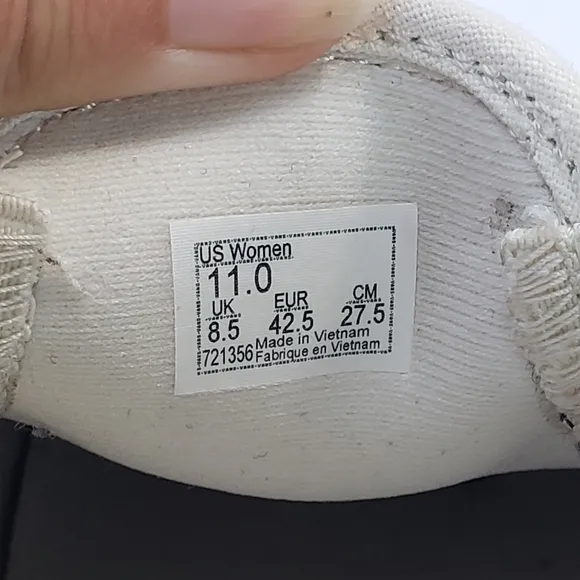 US Women
11.0
UK EUR CM
8.5 42.5 27.5
721356 Made in Vietnam
Fabrique en Vietnam